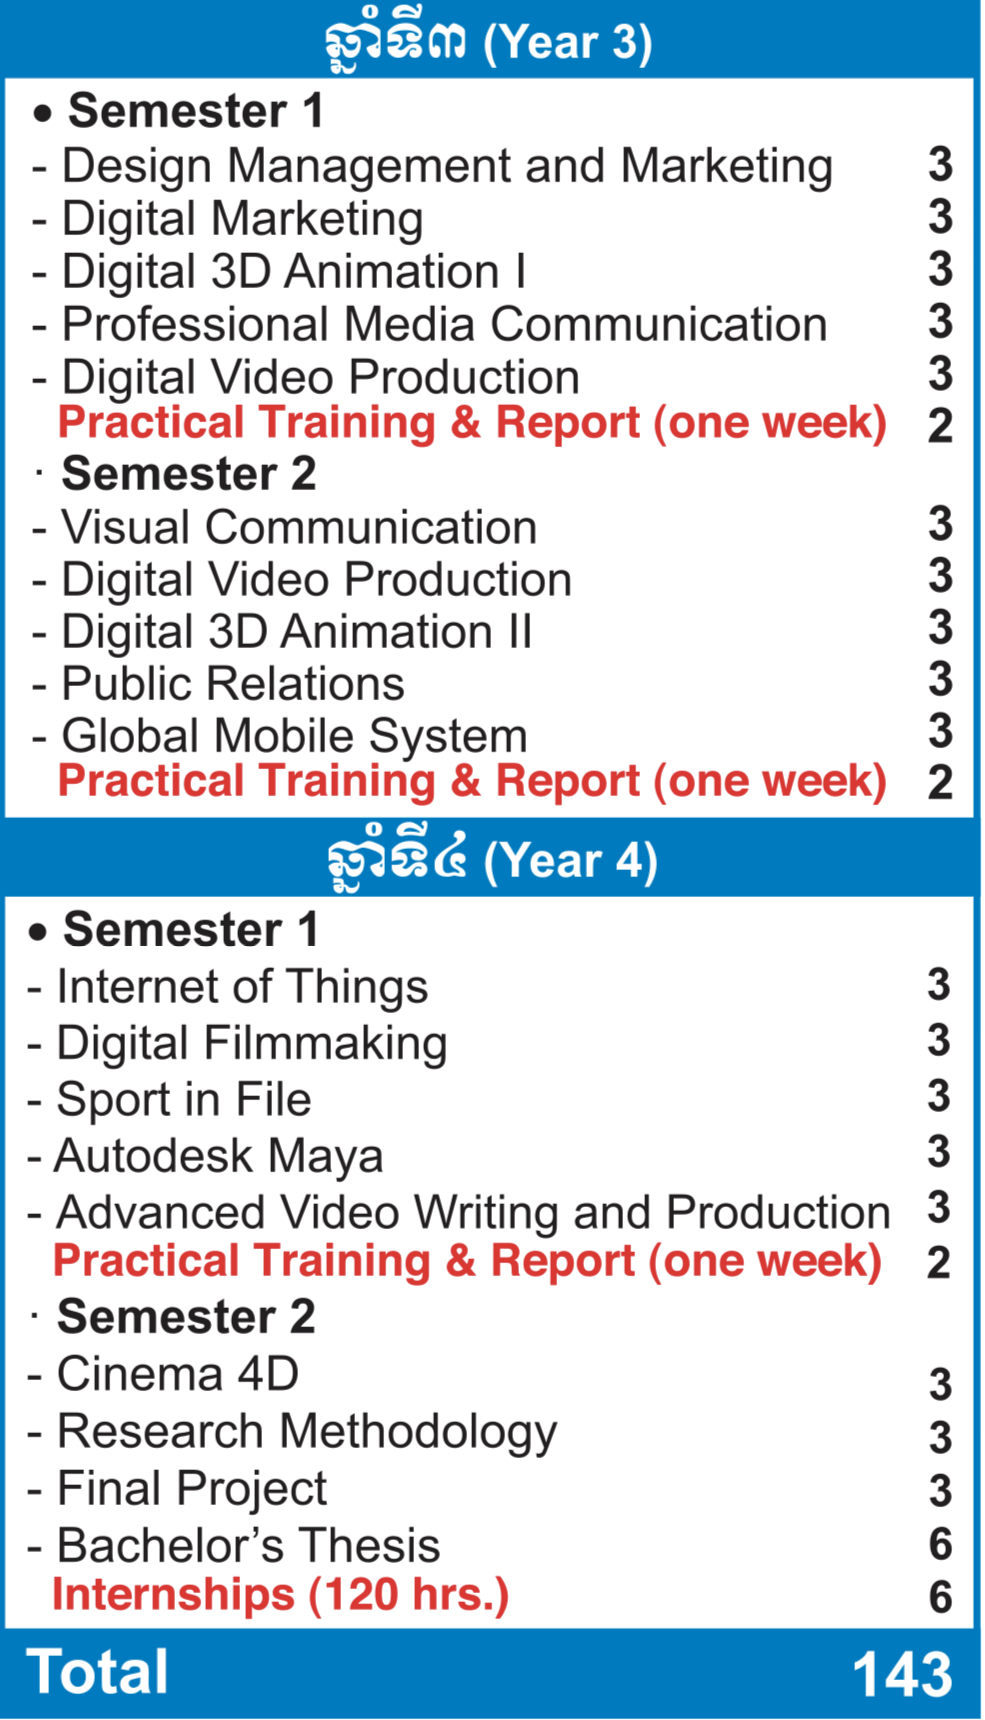 ឆ្នាំទី៣ (Year 3)
• Semester 1
- Design Management and Marketing 3
- Digital Marketing 3
- Digital 3D Animation I 3
- Professional Media Communication 3
- Digital Video Production 3
Practical Training & Report (one week) 2
· Semester 2
- Visual Communication 3
- Digital Video Production 3
- Digital 3D Animation II 3
- Public Relations 3
- Global Mobile System 3
Practical Training & Report (one week) 2
ឆ្នាំទី៤ (Year 4)
• Semester 1
- Internet of Things 3
- Digital Filmmaking 3
- Sport in File 3
- Autodesk Maya 3
- Advanced Video Writing and Production 3
Practical Training & Report (one week) 2
· Semester 2
- Cinema 4D 3
- Research Methodology 3
- Final Project 3
- Bachelor’s Thesis 6
Internships (120 hrs.) 6
Total 143